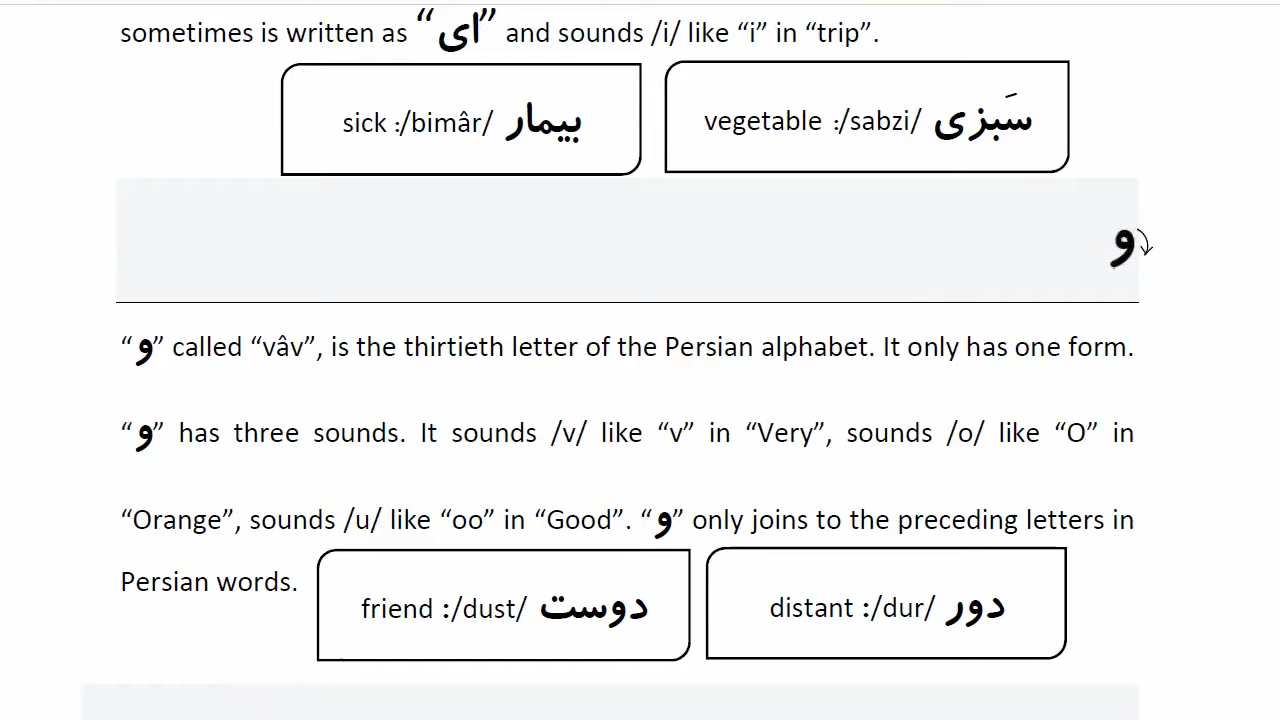 sometimes is written as “ای” and sounds /i/ like “i” in “trip”.
sick :/bimâr/ بیمار
vegetable :/sabzi/ سَبزی
و
“و” called “vâv”, is the thirtieth letter of the Persian alphabet. It only has one form.
“و” has three sounds. It sounds /v/ like “v” in “Very”, sounds /o/ like “O” in
“Orange”, sounds /u/ like “oo” in “Good”. “و” only joins to the preceding letters in
Persian words.
friend :/dust/ دوست
distant :/dur/ دور